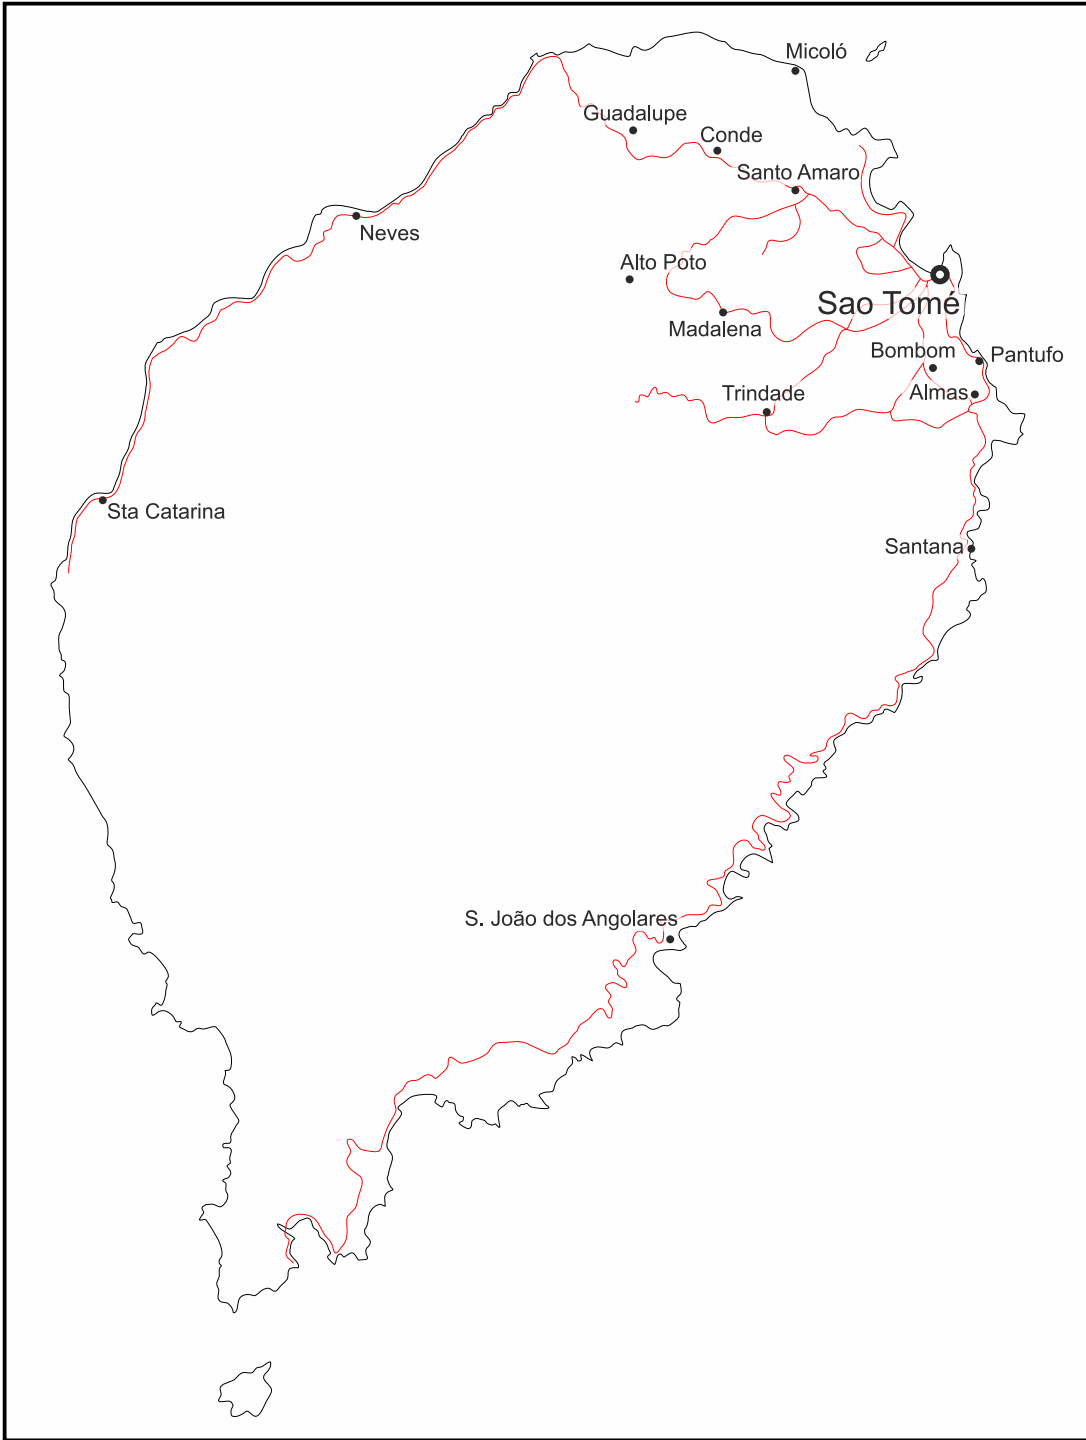 Micoló
Guadalupe
Conde
Santo Amaro
Neves
Alto Poto
Sao Tomé
Madalena
Bombom
Pantufo
Trindade
Almas
Sta Catarina
Santana
S. João dos Angolares